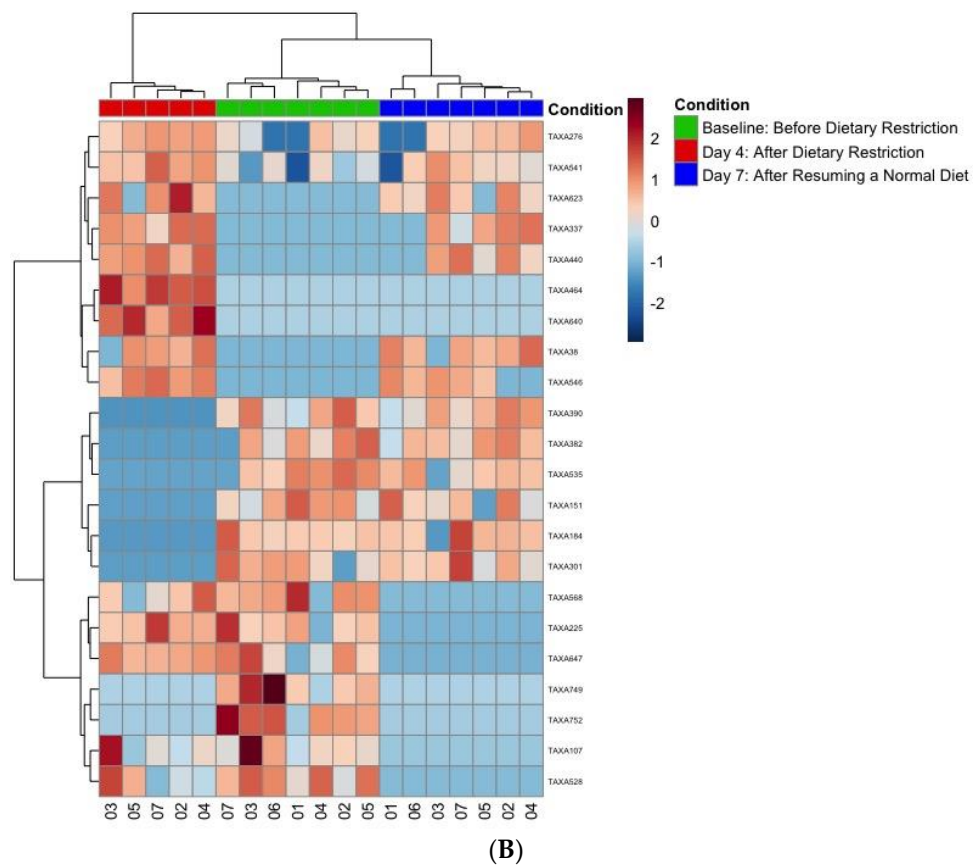 Condition
TAXA276
TAXA541
TAXA623
TAXA337
TAXA440
TAXA464
TAXA640
TAXA38
TAXA546
TAXA390
TAXA382
TAXA535
TAXA151
TAXA184
TAXA301
TAXA568
TAXA225
TAXA647
TAXA749
TAXA752
TAXA107
TAXA528
03 05 07 02 04 07 03 06 01 04 02 05 01 06 03 07 05 02 04
2
1
0
-1
-2
Condition
Baseline: Before Dietary Restriction
Day 4: After Dietary Restriction
Day 7: After Resuming a Normal Diet
(B)